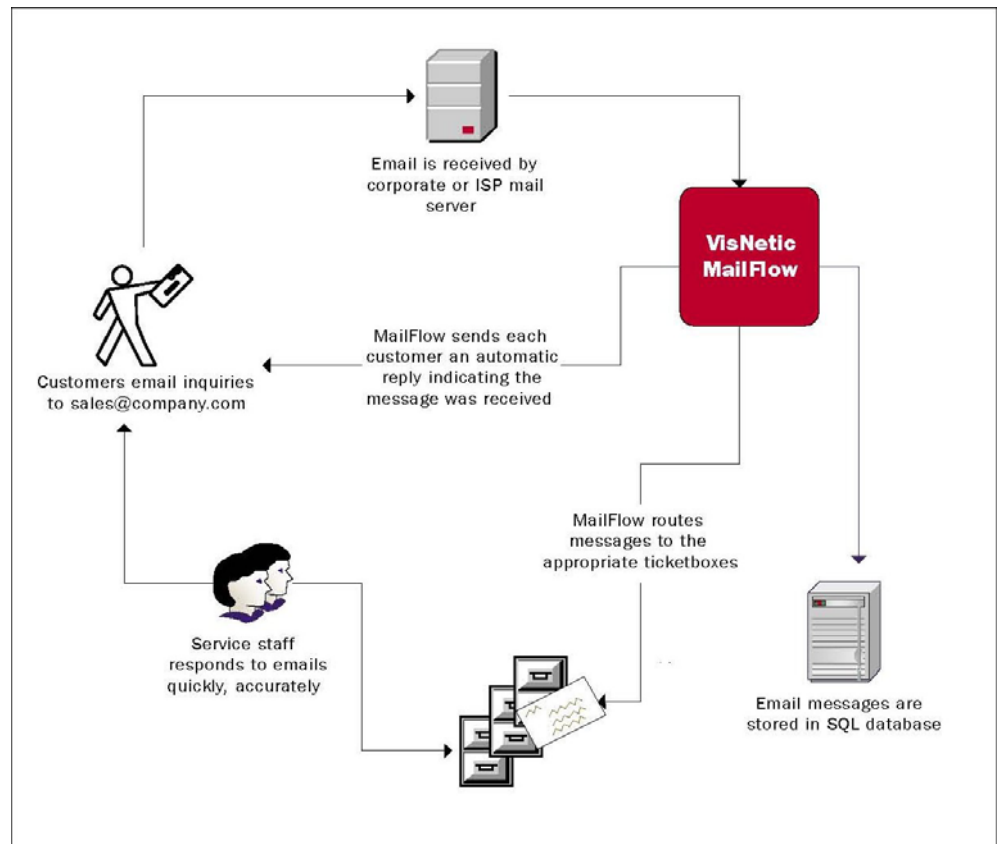 Email is received by
corporate or ISP mail
server
VisNetic
MailFlow
MailFlow sends each
customer an automatic
reply indicating the
message was received
Customers email inquiries
to sales@company.com
MailFlow routes
messages to the
appropriate ticketboxes
Service staff
responds to emails
quickly, accurately
Email messages are
stored in SQL database